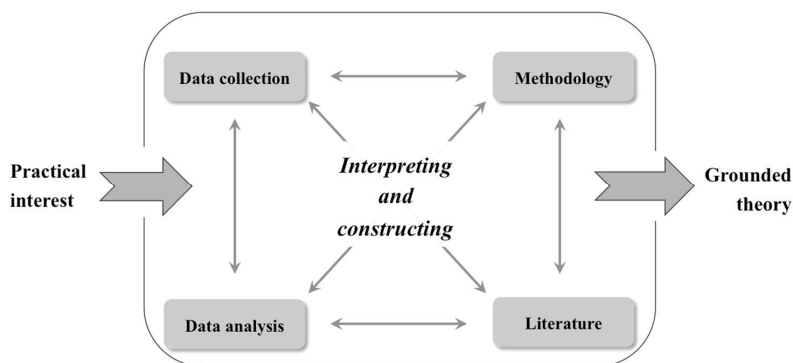 Data collection
Methodology
Practical
interest
Interpreting
and
constructing
Grounded
theory
Data analysis
Literature